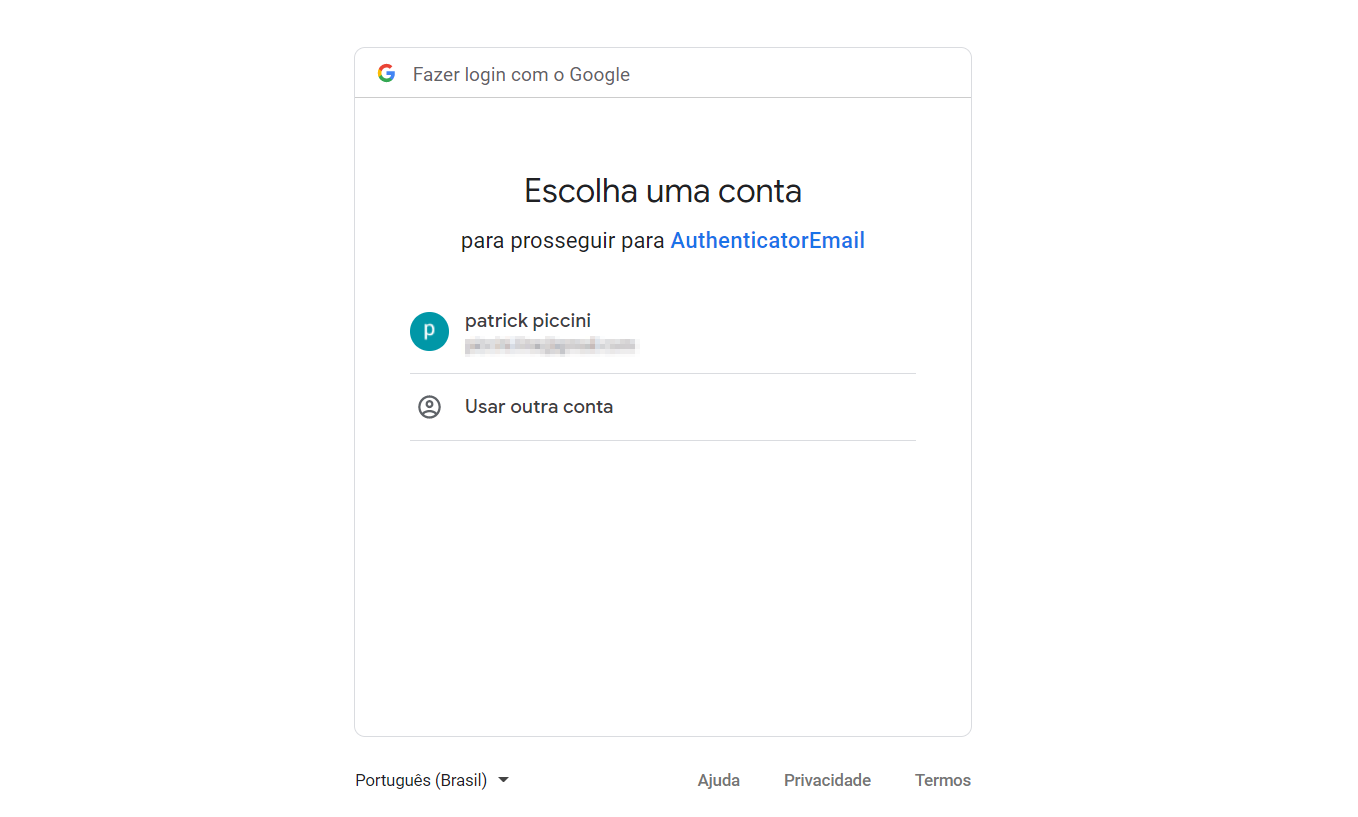 Fazer login com o Google
Escolha uma conta
para prosseguir para AuthenticatorEmail
p
patrick piccini
Usar outra conta
Português (Brasil)
Ajuda
Privacidade
Termos